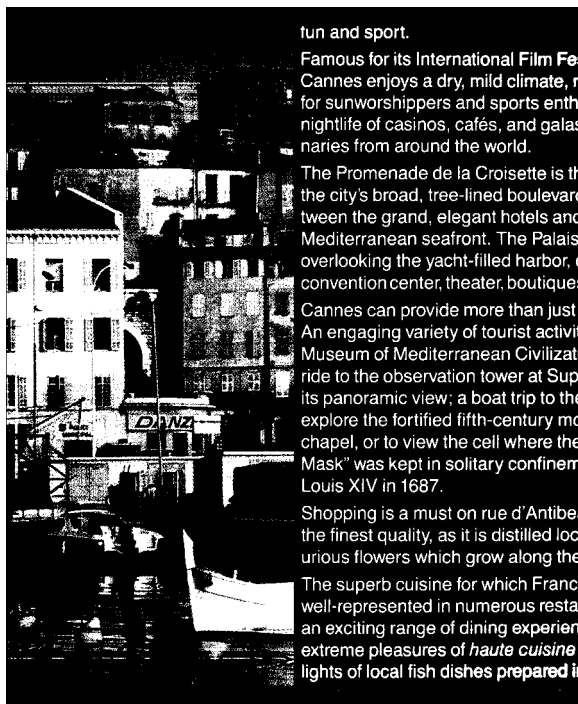 fun and sport.
Famous for its International Film Fe
Cannes enjoys a dry, mild climate,
for sunworshippers and sports enth
nightlife of casinos, cafés, and galas
naries from around the world.
The Promenade de la Croisette is th
the city's broad, tree-lined boulevar
tween the grand, elegant hotels and
Mediterranean seafront. The Palais
overlooking the yacht-filled harbor,
convention center, theater, boutiques
Cannes can provide more than just
An engaging variety of tourist activi
Museum of Mediterranean Civilizat
ride to the observation tower at Sup
its panoramic view; a boat trip to the
explore the fortified fifth-century mo
chapel, or to view the cell where the
Mask" was kept in solitary confinem
Louis XIV in 1687.
Shopping is a must on rue d'Antibe
the finest quality, as it is distilled loc
urious flowers which grow along the
The superb cuisine for which Franc
well-represented in numerous resta
an exciting range of dining experien
extreme pleasures of haute cuisine
lights of local fish dishes prepared i
DANZ